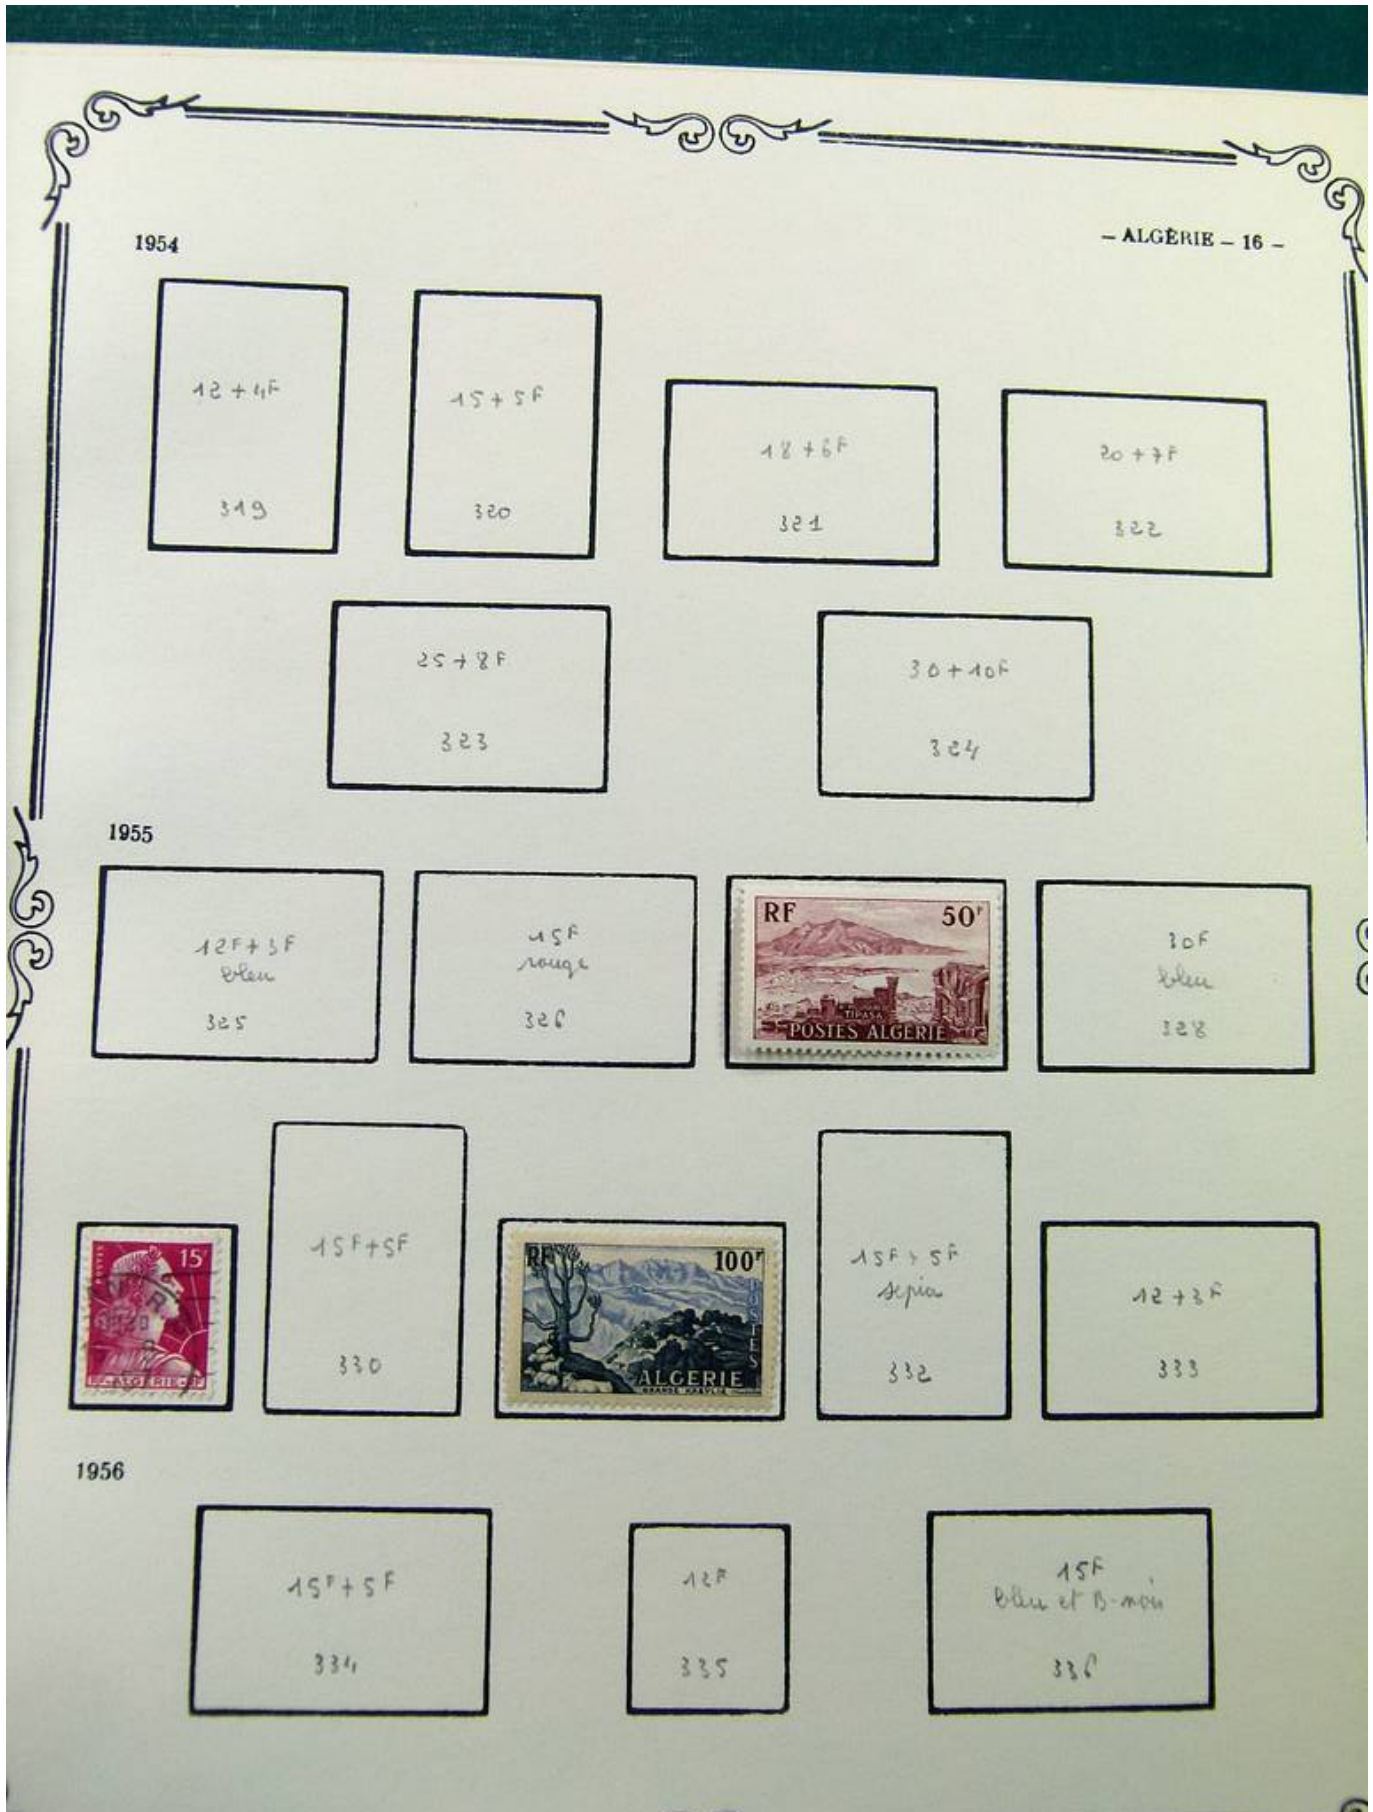 1954
– ALGÉRIE – 16 –
12 + 4F
319
15 + 5F
320
18 + 6F
321
20 + 7F
322
25 + 8F
323
30 + 10F
324
1955
12F + 3F
bleu
325
15F
rouge
326
RF 50F
TIPASA
POSTES ALGERIE
30F
bleu
328
POSTES
15F
RF-ALGERIE-RF
15F+5F
330
RF 100F
POSTES
ALGERIE
GRANDE KABYLIE
15F + 5F
sepia
332
12 + 3F
333
1956
15F + 5F
334
12F
335
15F
bleu et B-noir
336